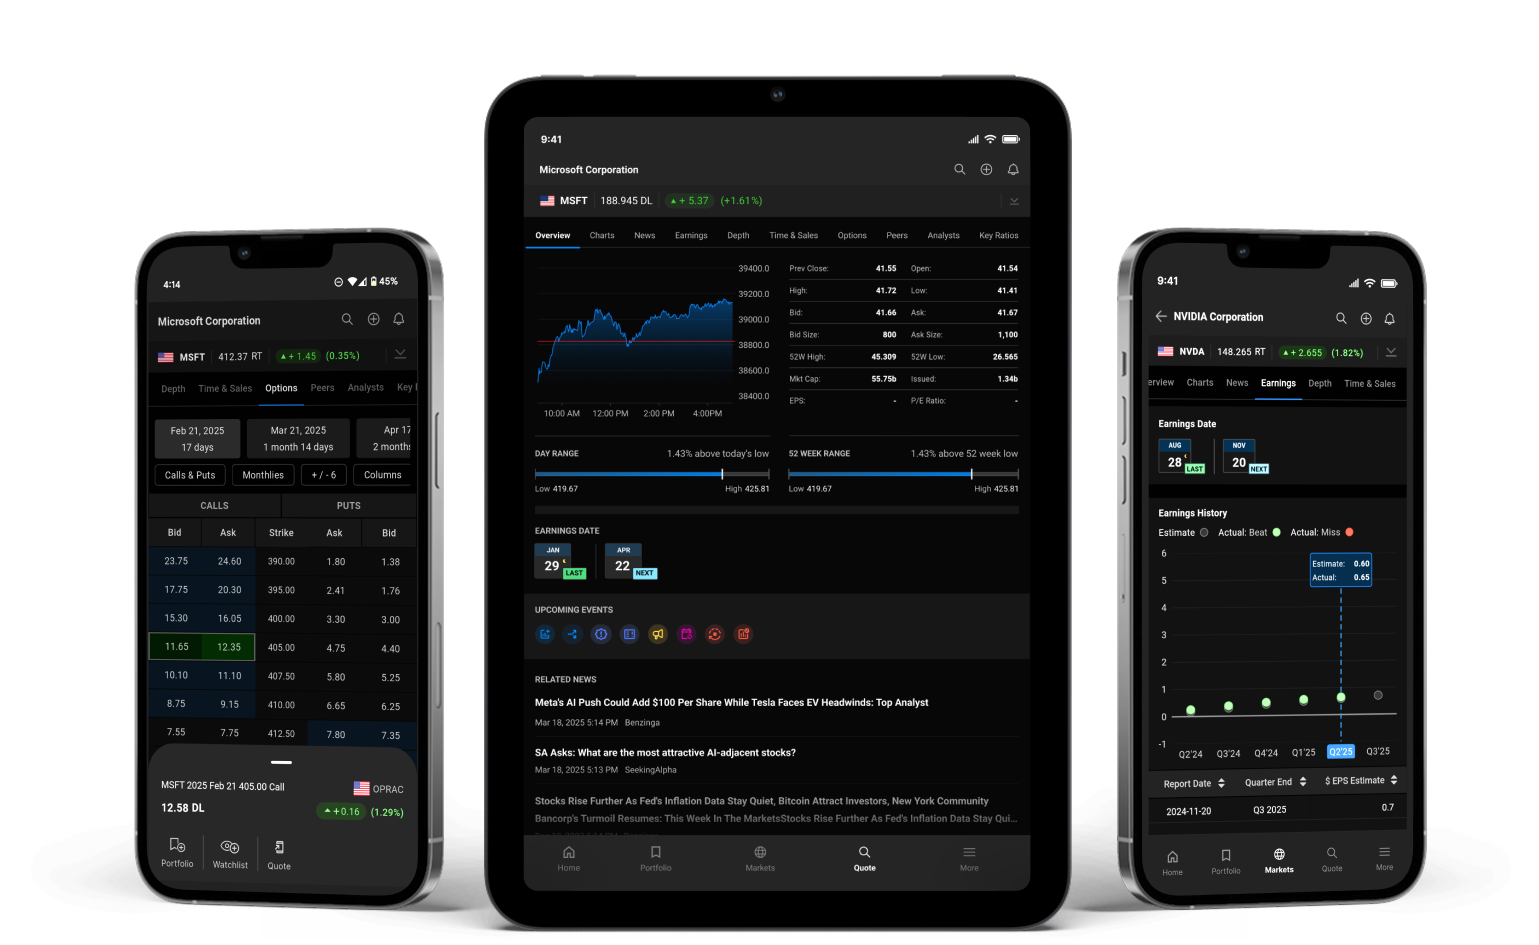 4:14
45%
Microsoft Corporation
MSFT 412.37 RT + 1.45 (0.35%)
Depth Time & Sales Options Peers Analysts Key
Feb 21, 2025 Mar 21, 2025 Apr 17
17 days 1 month 14 days 2 months
Calls & Puts Monthlies + / - 6 Columns
CALLS PUTS
Bid Ask Strike Ask Bid
23.75 24.60 390.00 1.80 1.38
17.75 20.30 395.00 2.41 1.76
15.30 16.05 400.00 3.30 3.00
11.65 12.35 405.00 4.75 4.40
10.10 11.10 407.50 5.80 5.25
8.75 9.15 410.00 6.65 6.25
7.55 7.75 412.50 7.80 7.35
MSFT 2025 Feb 21 405.00 Call OPRAC
12.58 DL +0.16 (1.29%)
Portfolio Watchlist Quote
9:41
Microsoft Corporation
MSFT 188.945 DL + 5.37 (+1.61%)
Overview Charts News Earnings Depth Time & Sales Options Peers Analysts Key Ratios
39400.0
39200.0
39000.0
38800.0
38600.0
38400.0
10:00 AM 12:00 PM 2:00 PM 4:00PM
Prev Close: 41.55 Open: 41.54
High: 41.72 Low: 41.41
Bid: 41.66 Ask: 41.67
Bid Size: 800 Ask Size: 1,100
52W High: 45.309 52W Low: 26.565
Mkt Cap: 55.75b Issued: 1.34b
EPS: - P/E Ratio: -
DAY RANGE 1.43% above today's low
Low 419.67 High 425.81
52 WEEK RANGE 1.43% above 52 week low
Low 419.67 High 425.81
EARNINGS DATE
JAN APR
29 LAST 22 NEXT
UPCOMING EVENTS
RELATED NEWS
Meta's AI Push Could Add $100 Per Share While Tesla Faces EV Headwinds: Top Analyst
Mar 18, 2025 5:14 PM Benzinga
SA Asks: What are the most attractive AI-adjacent stocks?
Mar 18, 2025 5:13 PM SeekingAlpha
Stocks Rise Further As Fed's Inflation Data Stay Quiet, Bitcoin Attract Investors, New York Community
Bancorp's Turmoil Resumes: This Week In The MarketsStocks Rise Further As Fed's Inflation Data Stay Qui...
Home Portfolio Markets Quote More
9:41
NVIDIA Corporation
NVDA 148.265 RT + 2.655 (1.82%)
erview Charts News Earnings Depth Time & Sales
Earnings Date
AUG NOV
28 LAST 20 NEXT
Earnings History
Estimate Actual: Beat Actual: Miss
6
5
4
3
2
1
0
-1
Estimate: 0.60
Actual: 0.65
Q2'24 Q3'24 Q4'24 Q1'25 Q2'25 Q3'25
Report Date Quarter End $ EPS Estimate
2024-11-20 Q3 2025 0.7
Home Portfolio Markets Quote More